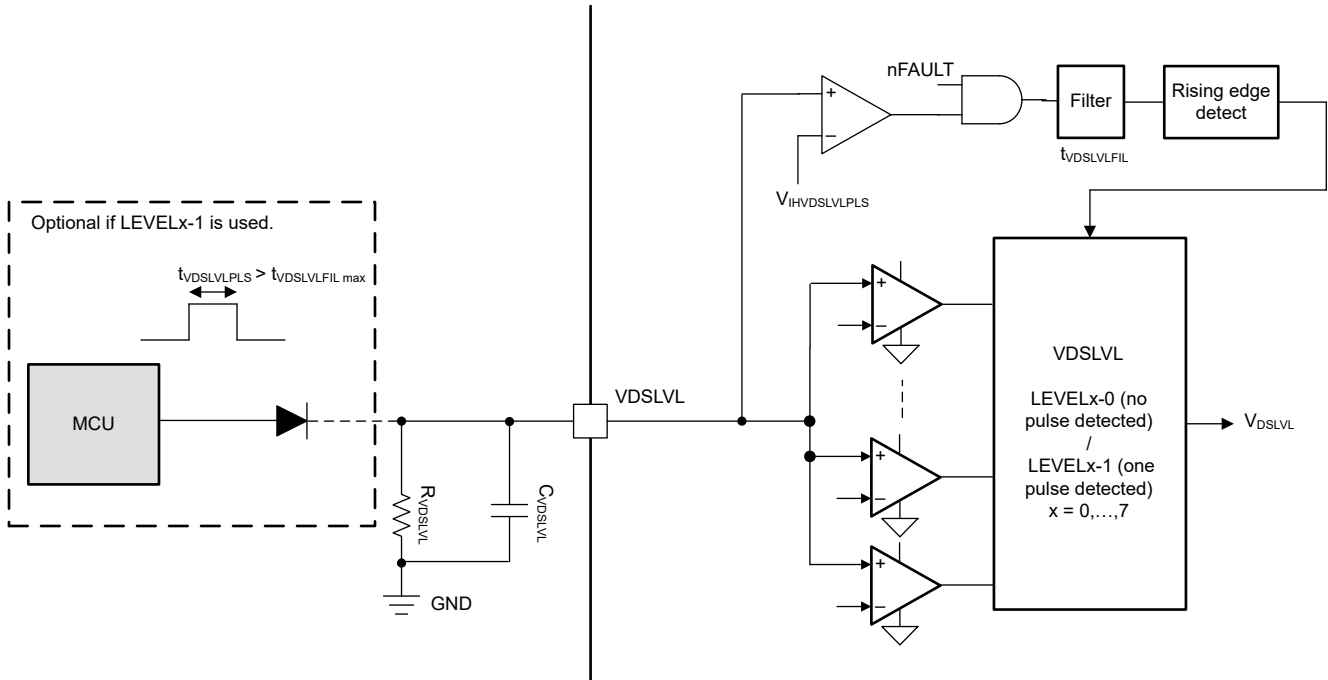 nFAULT
+
−
Filter
Rising edge
detect
tVDSLVLFIL
VIHVDSLVLPLS
Optional if LEVELx-1 is used.
tVDSLVLPLS > tVDSLVLFIL max
MCU
RVDSLVL
CVDSLVL
GND
VDSLVL
+
−
+
−
+
−
VDSLVL
LEVELx-0 (no
pulse detected)
/
LEVELx-1 (one
pulse detected)
x = 0,...,7
VDSLVL